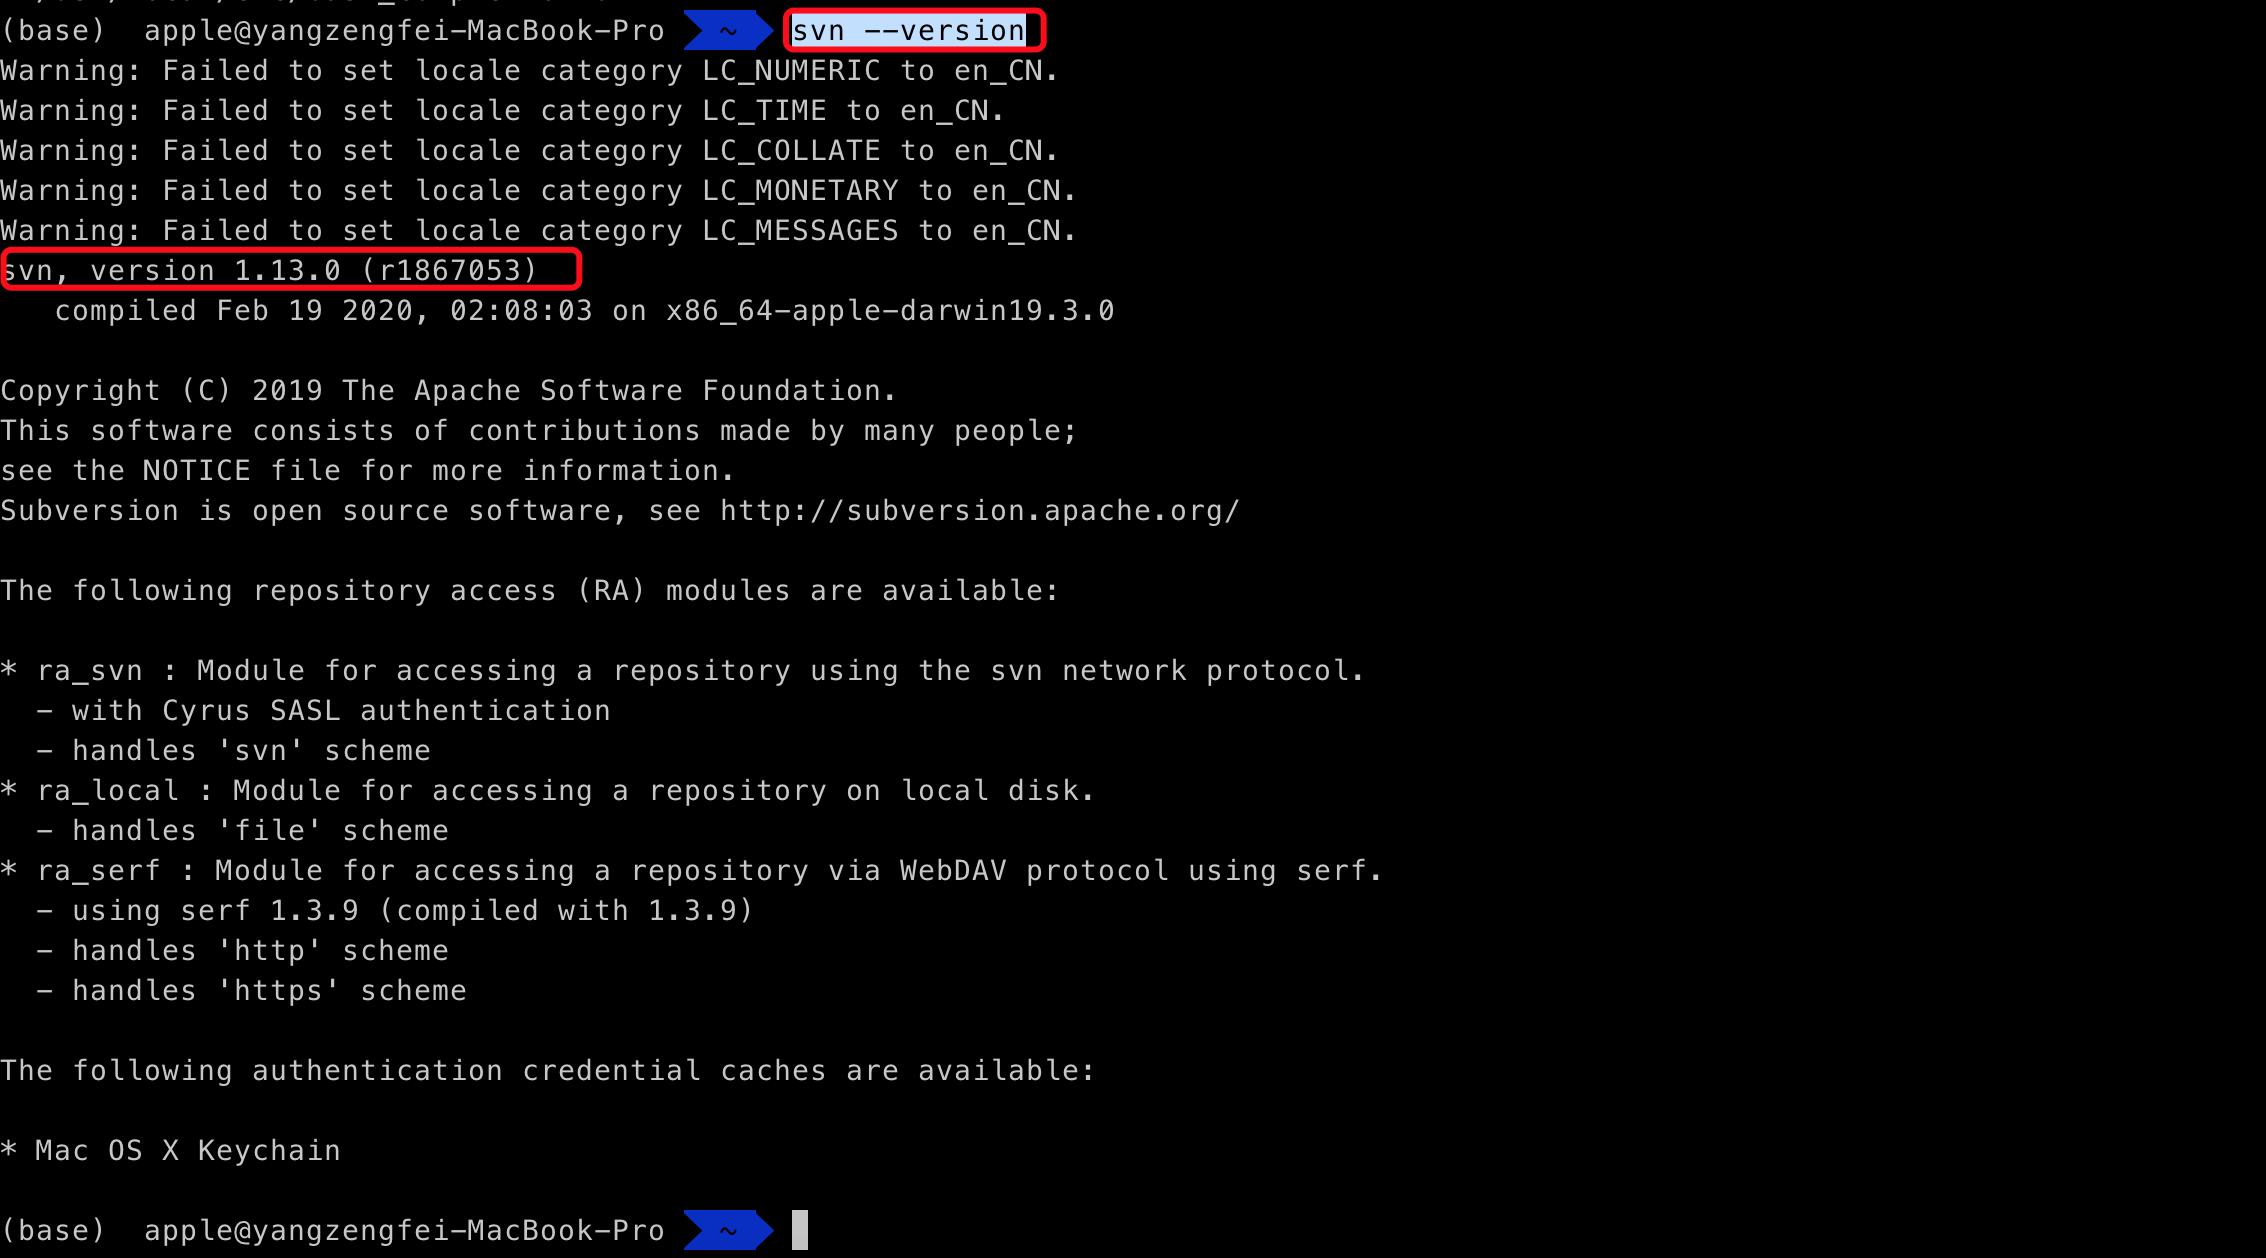 (base)  apple@yangzengfei-MacBook-Pro  ~  svn --version
Warning: Failed to set locale category LC_NUMERIC to en_CN.
Warning: Failed to set locale category LC_TIME to en_CN.
Warning: Failed to set locale category LC_COLLATE to en_CN.
Warning: Failed to set locale category LC_MONETARY to en_CN.
Warning: Failed to set locale category LC_MESSAGES to en_CN.
svn, version 1.13.0 (r1867053)
   compiled Feb 19 2020, 02:08:03 on x86_64-apple-darwin19.3.0

Copyright (C) 2019 The Apache Software Foundation.
This software consists of contributions made by many people;
see the NOTICE file for more information.
Subversion is open source software, see http://subversion.apache.org/

The following repository access (RA) modules are available:

* ra_svn : Module for accessing a repository using the svn network protocol.
  - with Cyrus SASL authentication
  - handles 'svn' scheme
* ra_local : Module for accessing a repository on local disk.
  - handles 'file' scheme
* ra_serf : Module for accessing a repository via WebDAV protocol using serf.
  - using serf 1.3.9 (compiled with 1.3.9)
  - handles 'http' scheme
  - handles 'https' scheme

The following authentication credential caches are available:

* Mac OS X Keychain

(base)  apple@yangzengfei-MacBook-Pro  ~